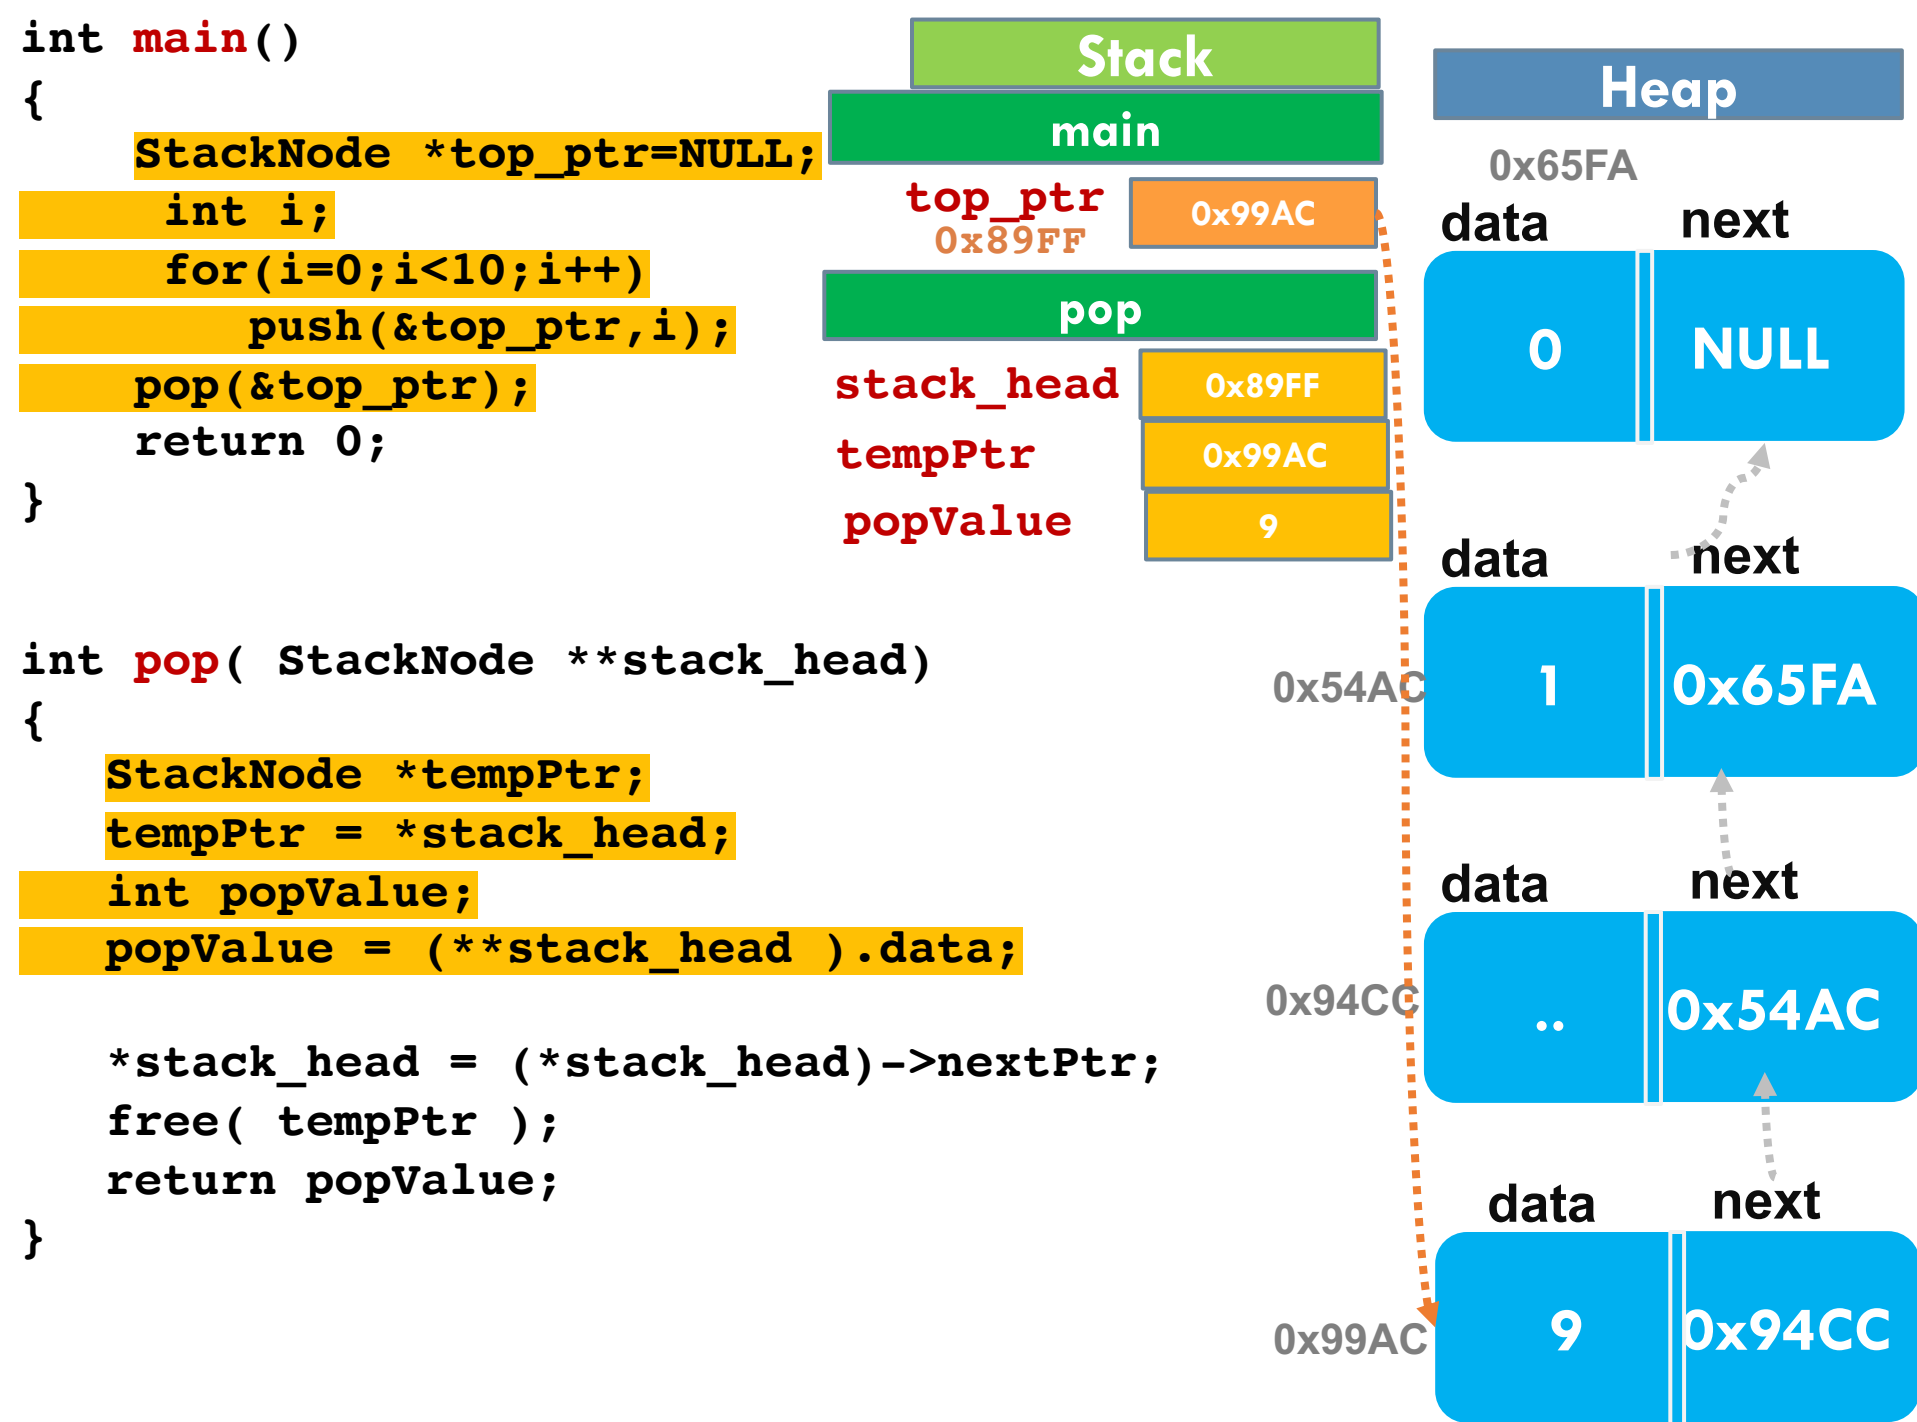 int main()
{
StackNode *top_ptr=NULL;
int i;
for(i=0;i<10;i++)
push(&top_ptr,i);
pop(&top_ptr);
return 0;
}
int pop( StackNode **stack_head)
{
StackNode *tempPtr;
tempPtr = *stack_head;
int popValue;
popValue = (**stack_head ).data;
*stack_head = (*stack_head)->nextPtr;
free( tempPtr );
return popValue;
}
Stack
main
top_ptr 0x99AC
0x89FF
pop
stack_head 0x89FF
tempPtr 0x99AC
popValue 9
Heap
0x65FA
data next
0 NULL
data next
0x54AC 1 0x65FA
data next
0x94CC .. 0x54AC
data next
0x99AC 9 0x94CC